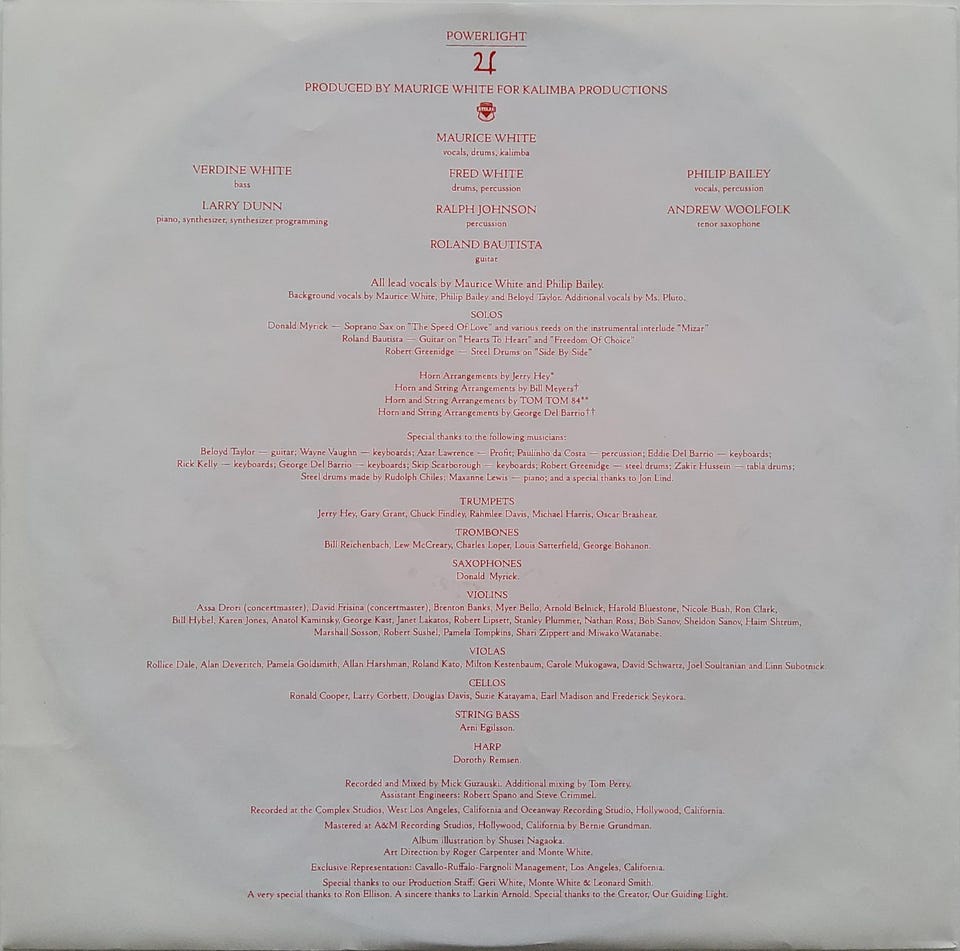 POWERLIGHT
PRODUCED BY MAURICE WHITE FOR KALIMBA PRODUCTIONS
MAURICE WHITE
vocals, drums, kalimba
VERDINE WHITE
bass
FRED WHITE
drums, percussion
PHILIP BAILEY
vocals, percussion
LARRY DUNN
piano, synthesizer, synthesizer programming
RALPH JOHNSON
percussion
ANDREW WOOLFOLK
tenor saxophone
ROLAND BAUTISTA
guitar
All lead vocals by Maurice White and Philip Bailey.
Background vocals by Maurice White, Philip Bailey and Beloyd Taylor. Additional vocals by Ms. Pluto.
SOLOS
Donald Myrick — Soprano Sax on "The Speed Of Love" and various reeds on the instrumental interlude "Mizar"
Roland Bautista — Guitar on "Hearts To Heart" and "Freedom Of Choice"
Robert Greenidge — Steel Drums on "Side By Side"
Horn Arrangements by Jerry Hey*
Horn and String Arrangements by Bill Meyers†
Horn and String Arrangements by TOM TOM 84**
Horn and String Arrangements by George Del Barrio††
Special thanks to the following musicians:
Beloyd Taylor — guitar; Wayne Vaughn — keyboards; Azar Lawrence — Profit; Paulinho da Costa — percussion; Eddie Del Barrio — keyboards;
Rick Kelly — keyboards; George Del Barrio — keyboards; Skip Scarborough — keyboards; Robert Greenidge — steel drums; Zakir Hussein — tabla drums;
Steel drums made by Rudolph Chiles; Maxanne Lewis — piano; and a special thanks to Jon Lind.
TRUMPETS
Jerry Hey, Gary Grant, Chuck Findley, Rahmlee Davis, Michael Harris, Oscar Brashear.
TROMBONES
Bill Reichenbach, Lew McCreary, Charles Loper, Louis Satterfield, George Bohanon.
SAXOPHONES
Donald Myrick.
VIOLINS
Assa Drori (concertmaster), David Frisina (concertmaster), Brenton Banks, Myer Bello, Arnold Belnick, Harold Bluestone, Nicole Bush, Ron Clark,
Bill Hybel, Karen Jones, Anatol Kaminsky, George Kast, Janet Lakatos, Robert Lipsett, Stanley Plummer, Nathan Ross, Bob Sanov, Sheldon Sanov, Haim Shtrum,
Marshall Sosson, Robert Sushel, Pamela Tompkins, Shari Zippert and Miwako Watanabe.
VIOLAS
Rollice Dale, Alan Deveritch, Pamela Goldsmith, Allan Harshman, Roland Kato, Milton Kestenbaum, Carole Mukogawa, David Schwartz, Joel Soultanian and Linn Subotnick.
CELLOS
Ronald Cooper, Larry Corbett, Douglas Davis, Suzie Katayama, Earl Madison and Frederick Seykora.
STRING BASS
Arni Egilsson.
HARP
Dorothy Remsen.
Recorded and Mixed by Mick Guzauski. Additional mixing by Tom Perry.
Assistant Engineers: Robert Spano and Steve Crimmel.
Recorded at the Complex Studios, West Los Angeles, California and Oceanway Recording Studio, Hollywood, California.
Mastered at A&M Recording Studios, Hollywood, California by Bernie Grundman.
Album illustration by Shusei Nagaoka.
Art Direction by Roger Carpenter and Monte White.
Exclusive Representation: Cavallo-Ruffalo-Fargnoli Management, Los Angeles, California.
Special thanks to our Production Staff: Geri White, Monte White & Leonard Smith.
A very special thanks to Ron Ellison. A sincere thanks to Larkin Arnold. Special thanks to the Creator, Our Guiding Light.